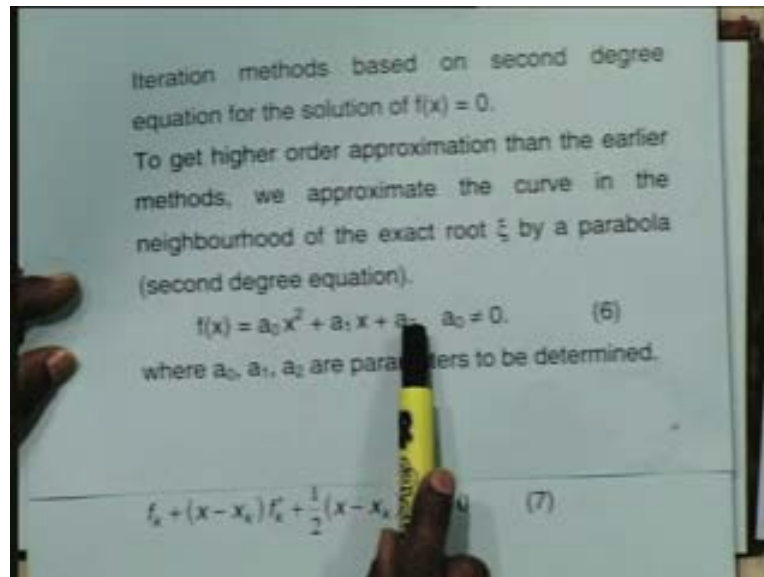 Iteration methods based on second degree
equation for the solution of f(x) = 0.
To get higher order approximation than the earlier
methods, we approximate the curve in the
neighbourhood of the exact root ξ by a parabola
(second degree equation).
f(x) = a₀x² + a₁x + a₂ a₀ ≠ 0. (6)
where a₀, a₁, a₂ are parameters to be determined.
fₖ + (x − xₖ) f′ₖ + 1/2 (x − xₖ 0 (7)